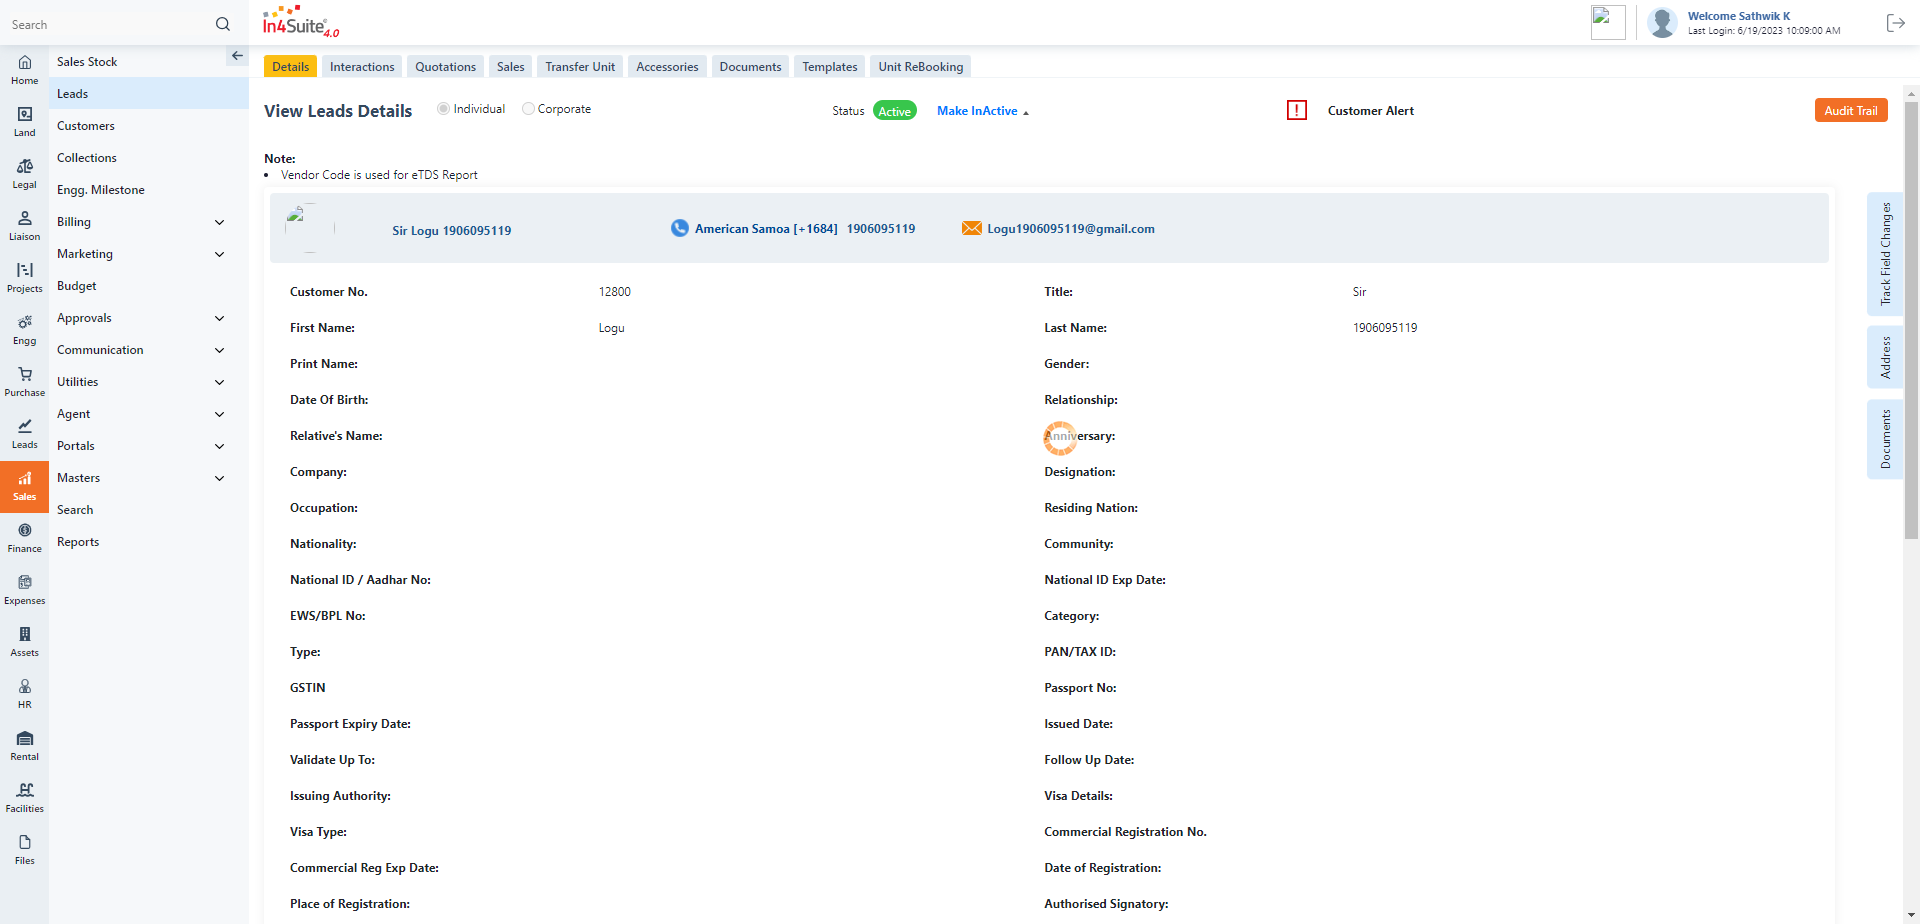 Search
In4Suite® 4.0
Welcome Sathwik K
Last Login: 6/19/2023 10:09:00 AM
Home
Land
Legal
Liaison
Projects
Engg
Purchase
Leads
Sales
Finance
Expenses
Assets
HR
Rental
Facilities
Files
Sales Stock
Leads
Customers
Collections
Engg. Milestone
Billing
Marketing
Budget
Approvals
Communication
Utilities
Agent
Portals
Masters
Search
Reports
Details Interactions Quotations Sales Transfer Unit Accessories Documents Templates Unit ReBooking
View Leads Details Individual Corporate Status Active Make InActive Customer Alert Audit Trail
Note:
• Vendor Code is used for eTDS Report
Sir Logu 1906095119 American Samoa [+1684] 1906095119 Logu1906095119@gmail.com
Customer No. 12800 Title: Sir
First Name: Logu Last Name: 1906095119
Print Name: Gender:
Date Of Birth: Relationship:
Relative's Name: Anniversary:
Company: Designation:
Occupation: Residing Nation:
Nationality: Community:
National ID / Aadhar No: National ID Exp Date:
EWS/BPL No: Category:
Type: PAN/TAX ID:
GSTIN Passport No:
Passport Expiry Date: Issued Date:
Validate Up To: Follow Up Date:
Issuing Authority: Visa Details:
Visa Type: Commercial Registration No.
Commercial Reg Exp Date: Date of Registration:
Place of Registration: Authorised Signatory:
Track Field Changes
Address
Documents